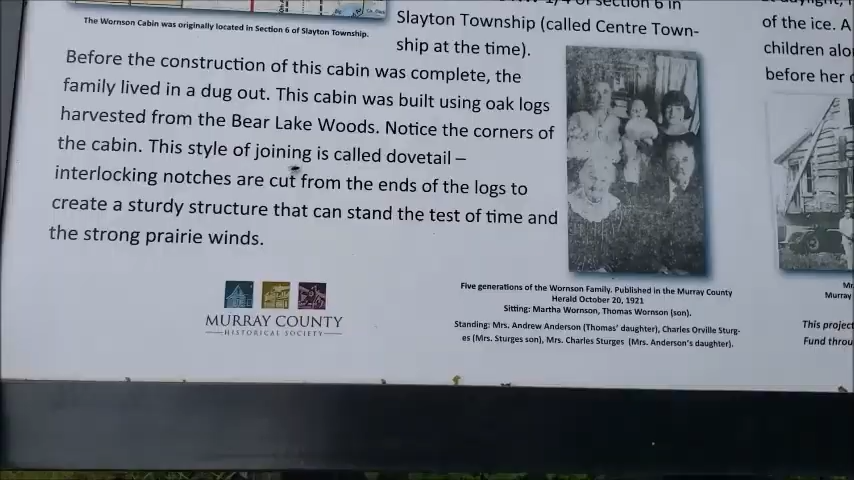 The Wornson Cabin was originally located in Section 6 of Slayton Township.
Before the construction of this cabin was complete, the
family lived in a dug out. This cabin was built using oak logs
harvested from the Bear Lake Woods. Notice the corners of
the cabin. This style of joining is called dovetail –
interlocking notches are cut from the ends of the logs to
create a sturdy structure that can stand the test of time and
the strong prairie winds.
MURRAY COUNTY
HISTORICAL SOCIETY
1/4 of section 6 in
Slayton Township (called Centre Town-
ship at the time).
Five generations of the Wornson Family. Published in the Murray County
Herald October 20, 1921
Sitting: Martha Wornson, Thomas Wornson (son).
Standing: Mrs. Andrew Anderson (Thomas' daughter), Charles Orville Sturg-
es (Mrs. Sturges son), Mrs. Charles Sturges (Mrs. Anderson's daughter).
of the ice. A
children alo
before her
Murray
This project
Fund throu